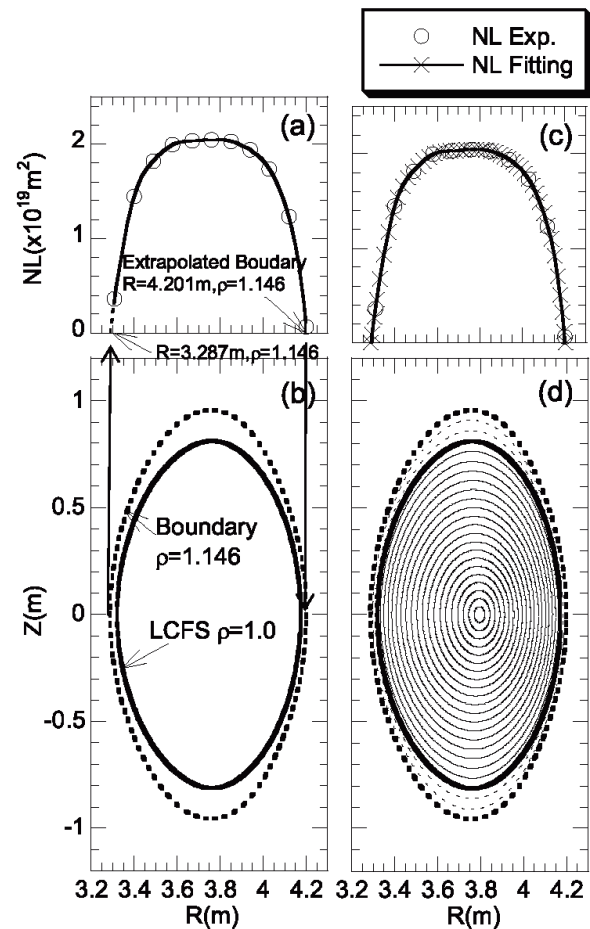 NL Exp.
NL Fitting
(a)
(c)
NL(x10¹⁹m²)
2
1
0
Extrapolated Boudary
R=4.201m,ρ=1.146
R=3.287m,ρ=1.146
(b)
(d)
Z(m)
1
0.5
0
-0.5
-1
Boundary
ρ=1.146
LCFS ρ=1.0
3.2 3.4 3.6 3.8 4 4.2
3.4 3.6 3.8 4 4.2
R(m)
R(m)